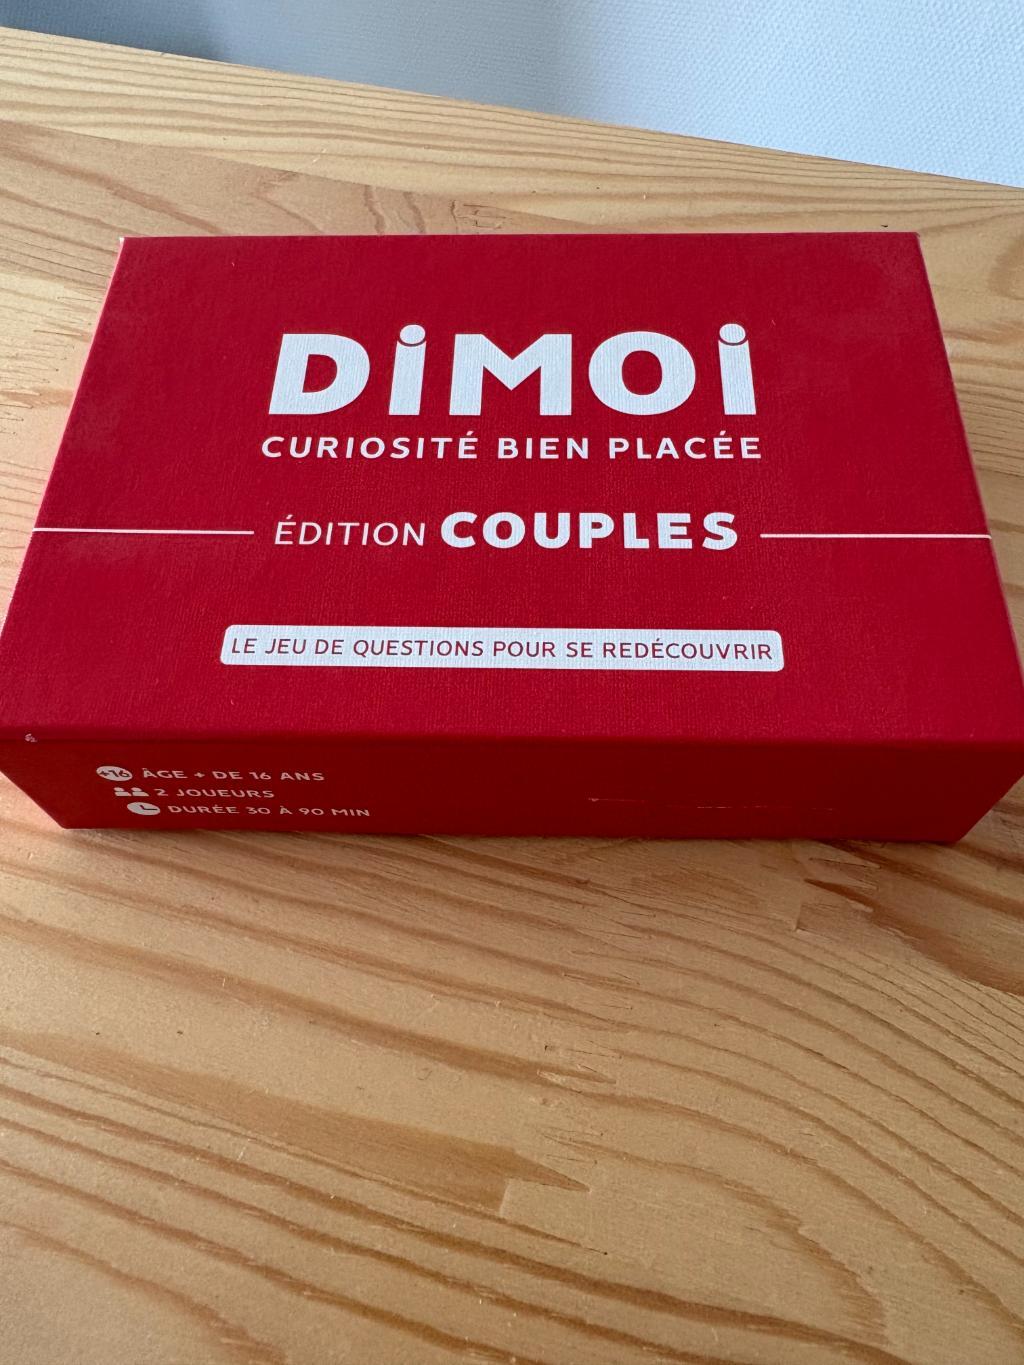 DiMOi
CURIOSITÉ BIEN PLACÉE
ÉDITION COUPLES
LE JEU DE QUESTIONS POUR SE REDÉCOUVRIR
+16 ÂGE + DE 16 ANS
2 JOUEURS
DURÉE 30 À 90 MIN